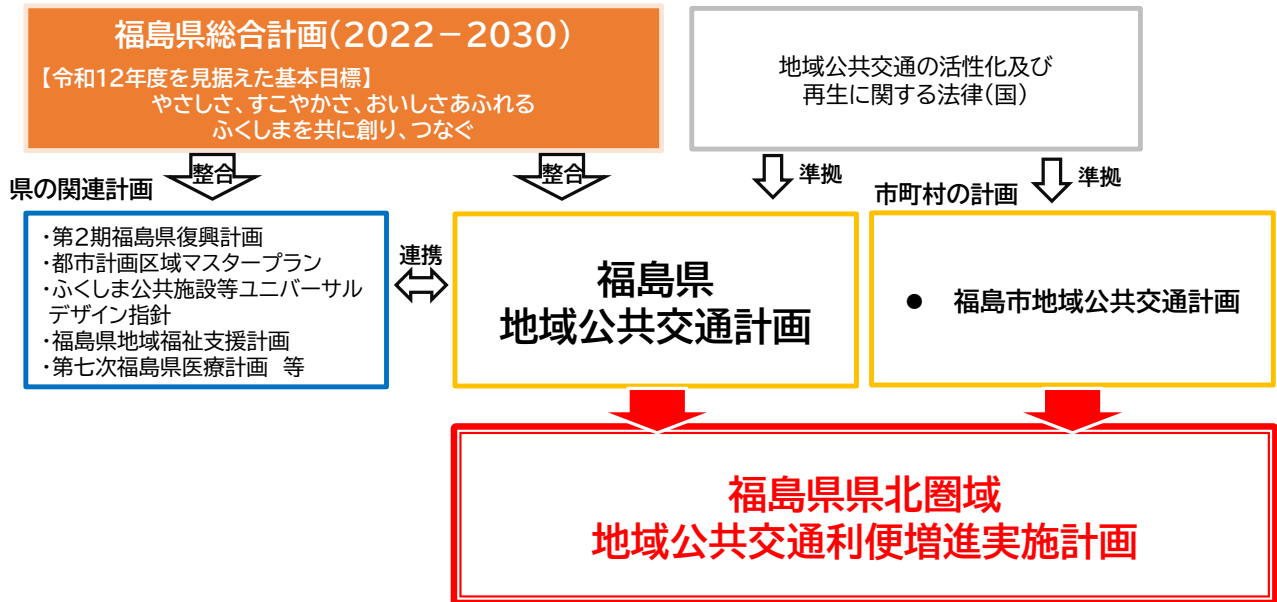 福島県総合計画(2022-2030)
【令和12年度を見据えた基本目標】
やさしさ、すこやかさ、おいしさあふれる
ふくしまを共に創り、つなぐ
地域公共交通の活性化及び
再生に関する法律(国)
整合
整合
準拠
準拠
県の関連計画
市町村の計画
・第2期福島県復興計画
・都市計画区域マスタープラン
・ふくしま公共施設等ユニバーサル
デザイン指針
・福島県地域福祉支援計画
・第七次福島県医療計画 等
連携
福島県
地域公共交通計画
● 福島市地域公共交通計画
福島県県北圏域
地域公共交通利便増進実施計画